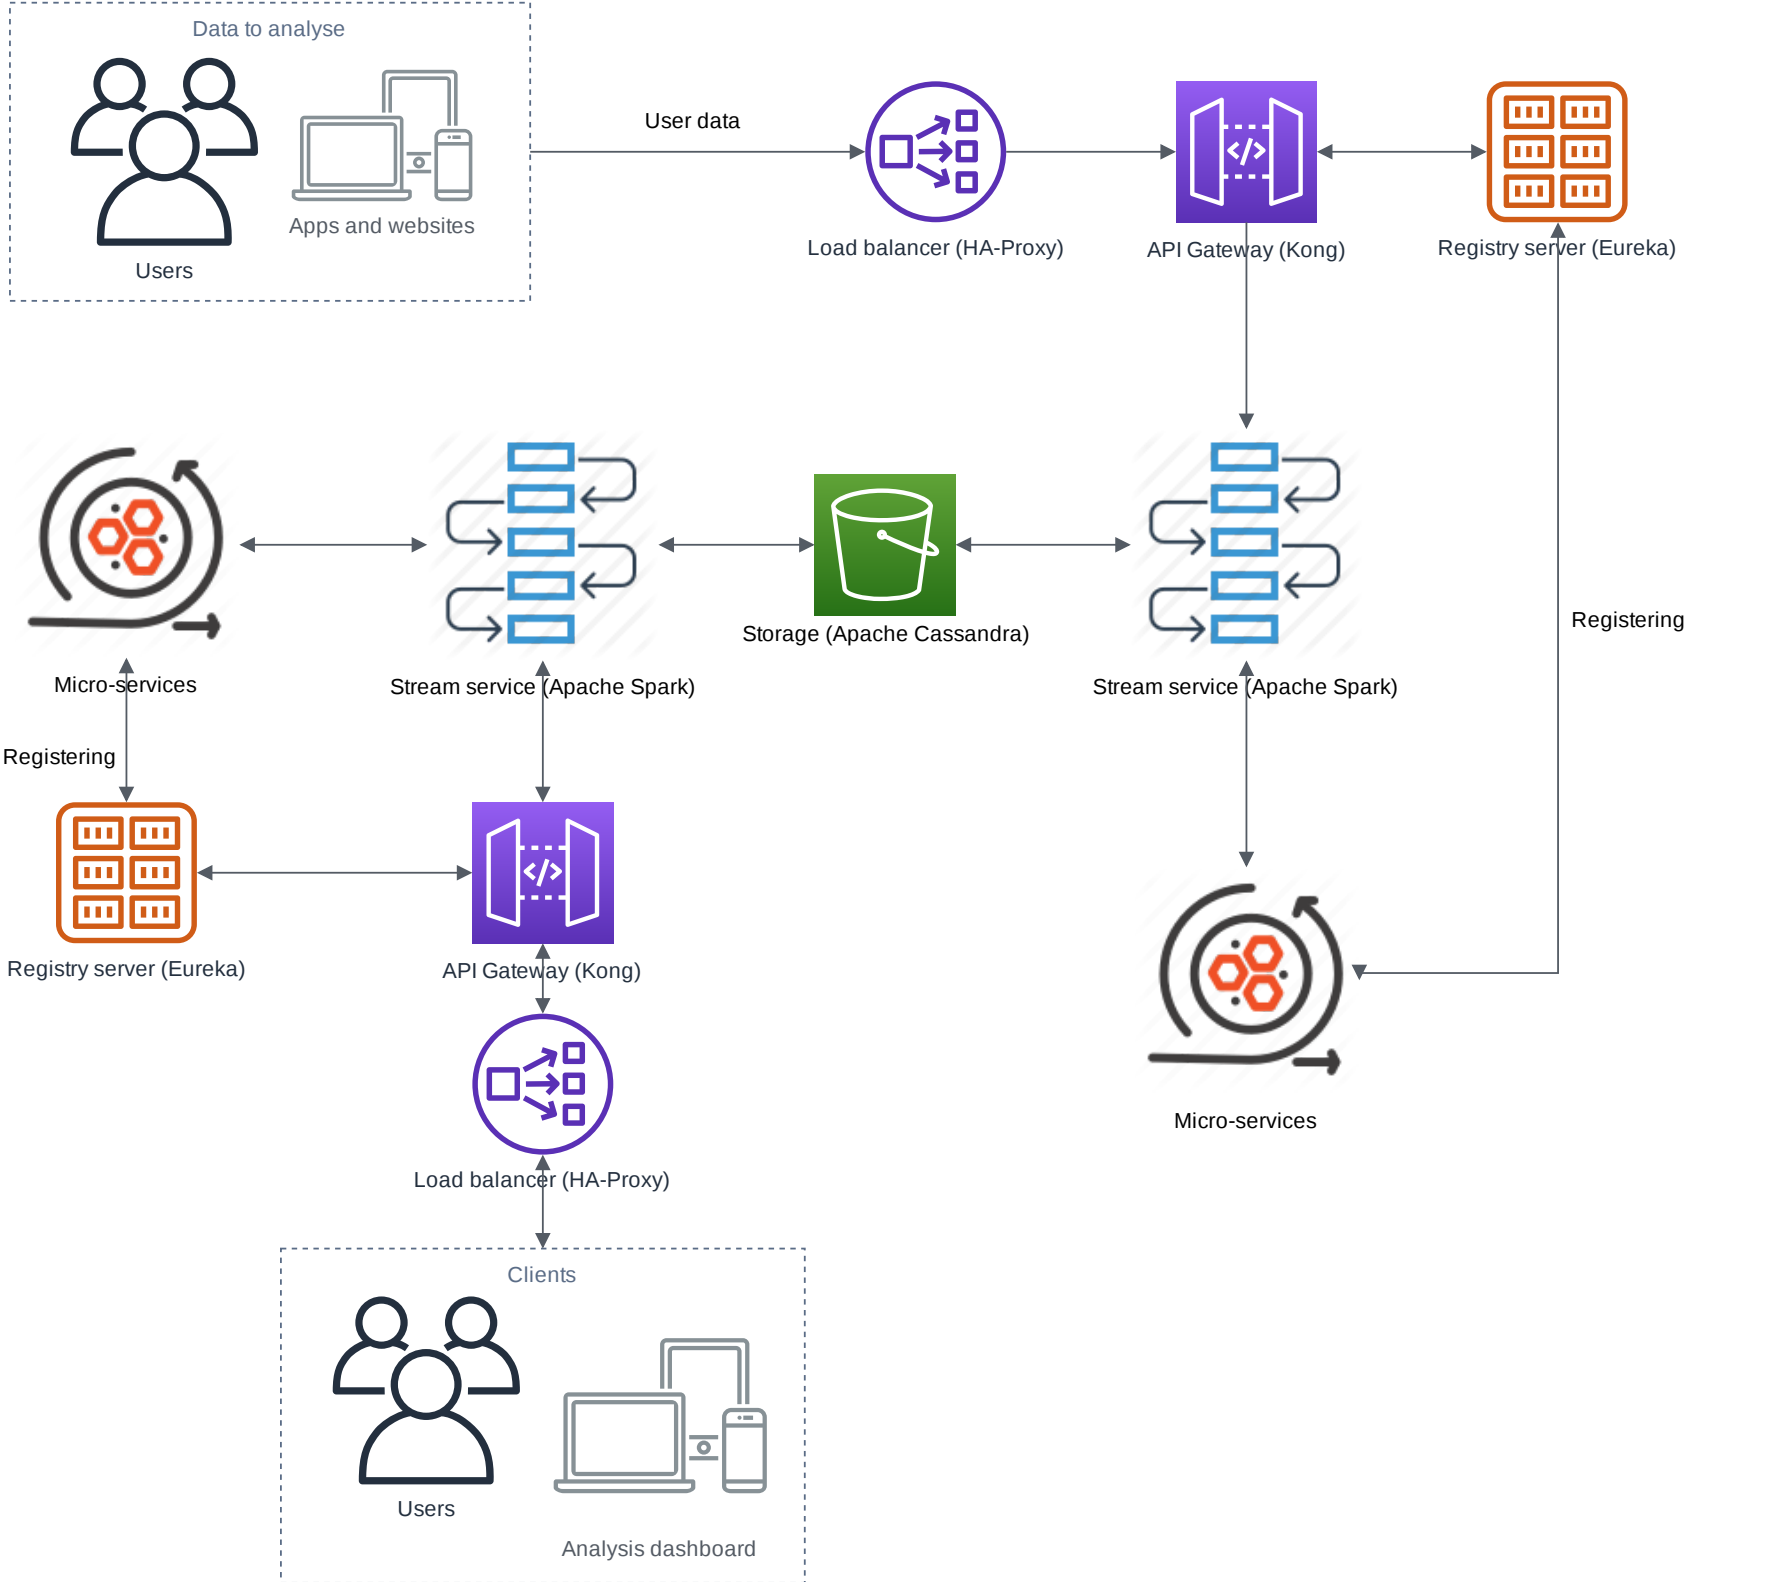 Data to analyse
Apps and websites
Users
User data
Load balancer (HA-Proxy)
API Gateway (Kong)
Registry server (Eureka)
Micro-services
Stream service (Apache Spark)
Storage (Apache Cassandra)
Stream service (Apache Spark)
Registering
Registering
Registry server (Eureka)
API Gateway (Kong)
Micro-services
Load balancer (HA-Proxy)
Clients
Users
Analysis dashboard